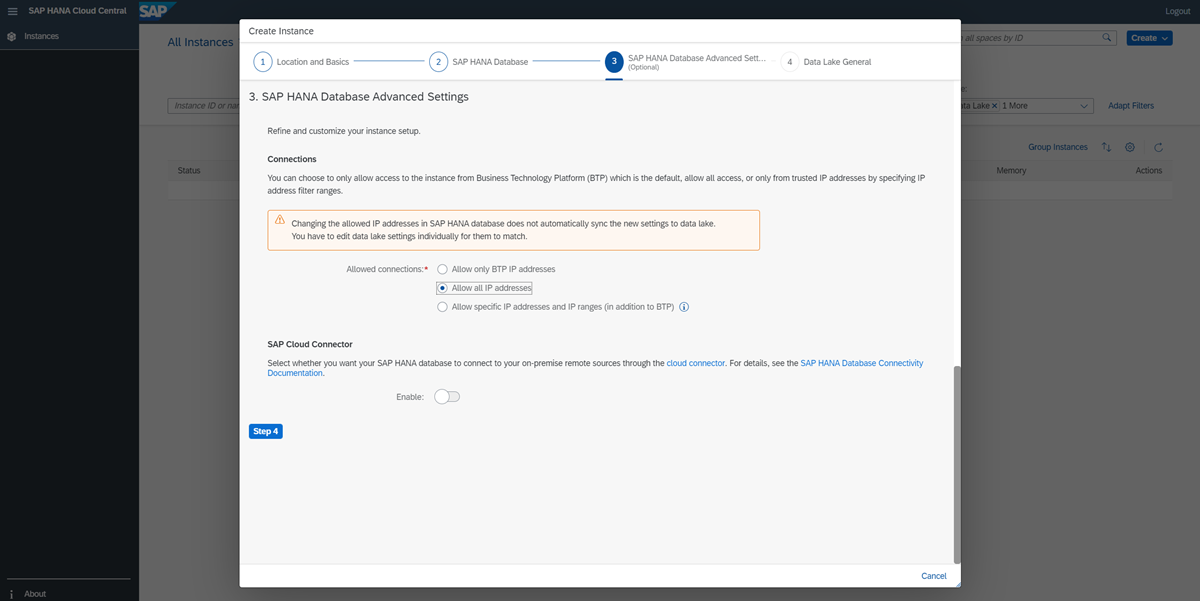 SAP HANA Cloud Central
SAP
Logout
Instances
All Instances
all spaces by ID
Create
Instance ID or
ata Lake
1 More
Adapt Filters
Group Instances
Status
Memory
Actions
Create Instance
1 Location and Basics
2 SAP HANA Database
3 SAP HANA Database Advanced Sett...
(Optional)
4 Data Lake General
3. SAP HANA Database Advanced Settings
Refine and customize your instance setup.
Connections
You can choose to only allow access to the instance from Business Technology Platform (BTP) which is the default, allow all access, or only from trusted IP addresses by specifying IP
address filter ranges.
Changing the allowed IP addresses in SAP HANA database does not automatically sync the new settings to data lake.
You have to edit data lake settings individually for them to match.
Allowed connections:* Allow only BTP IP addresses
Allow all IP addresses
Allow specific IP addresses and IP ranges (in addition to BTP)
SAP Cloud Connector
Select whether you want your SAP HANA database to connect to your on-premise remote sources through the cloud connector. For details, see the SAP HANA Database Connectivity
Documentation.
Enable:
Step 4
Cancel
About